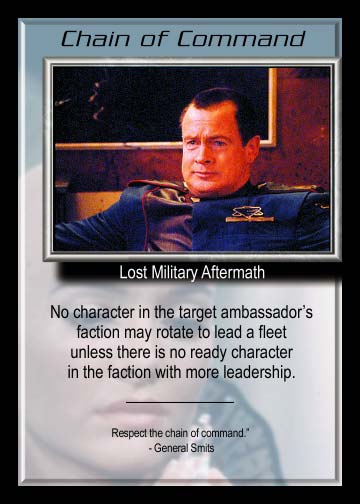 Chain of Command
Lost Military Aftermath
No character in the target ambassador's
faction may rotate to lead a fleet
unless there is no ready character
in the faction with more leadership.
Respect the chain of command."
- General Smits